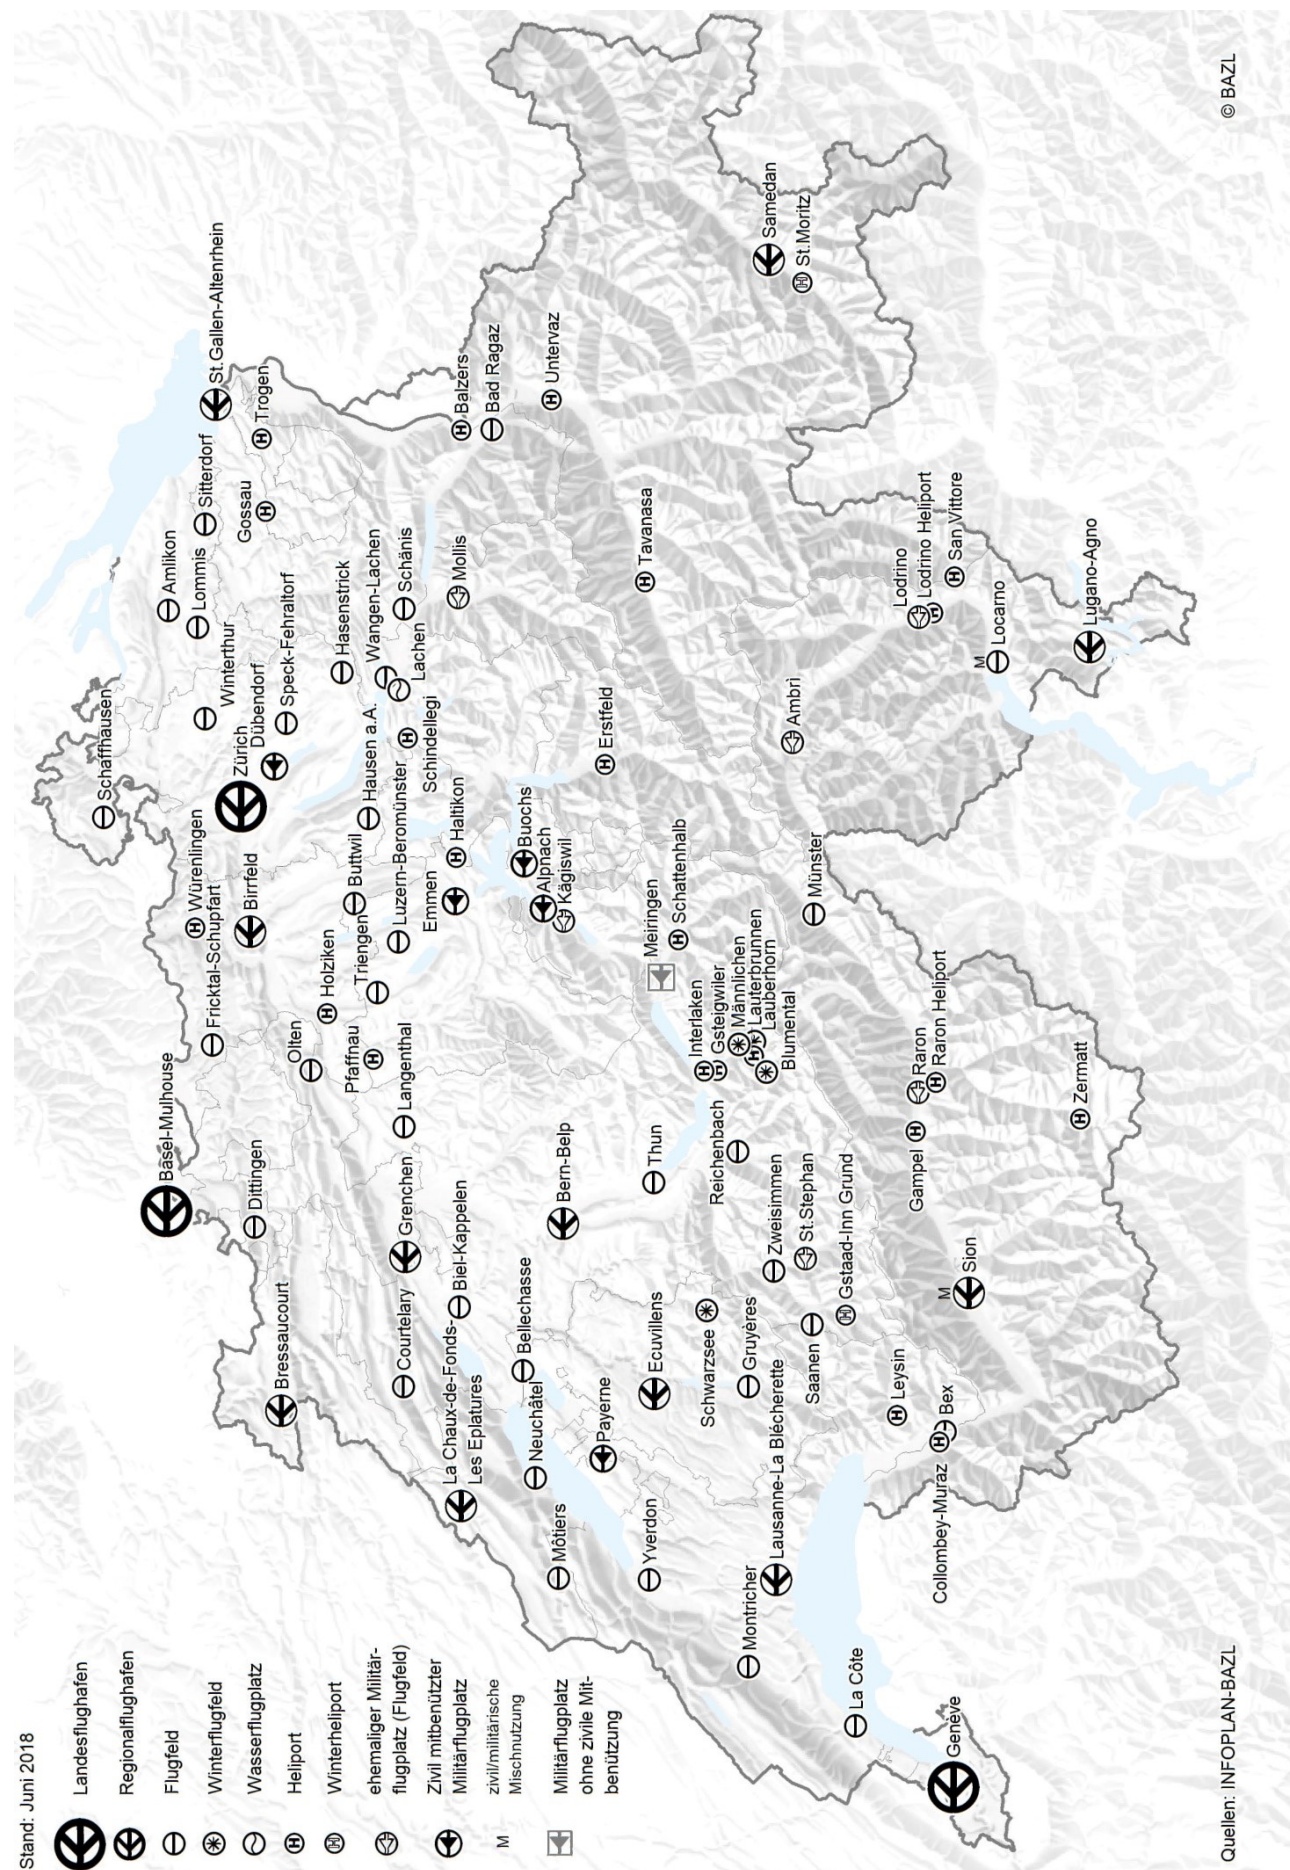 Stand: Juni 2018
Landesflughafen
Regionalflughafen
Flugfeld
Winterflugfeld
Wasserflugplatz
Heliport
Winterheliport
ehemaliger Militär-
flugplatz (Flugfeld)
Zivil mitbenützter
Militärflugplatz
M
zivil/militärische
Mischnutzung
Militärflugplatz
ohne zivile Mit-
benützung
Schaffhausen
Basel-Mulhouse
Fricktal-Schupfart
Würenlingen
Winterthur
Amlikon
Lommis
Sitterdorf
St.Gallen-Altenrhein
Zürich
Dübendorf
Speck-Fehraltorf
Gossau
Trogen
Birrfeld
Dittingen
Bressaucourt
Olten
Holziken
Hasenstrick
Buttwil
Hausen a.A.
Wangen-Lachen
Lachen
Schänis
Pfaffnau
Triengen
Luzern-Beromünster
Schindellegi
Langenthal
Grenchen
Courtelary
Biel-Kappelen
La Chaux-de-Fonds-
Les Eplatures
Emmen
Haltikon
Mollis
Balzers
Bad Ragaz
Untervaz
Bellechasse
Neuchâtel
Môtiers
Bern-Belp
Buochs
Alpnach
Kägiswil
Erstfeld
Tavanasa
Payerne
Yverdon
Ecuvillens
Thun
Meiringen
Schattenhalb
Interlaken
Gsteigwiler
Männlichen
Lauterbrunnen
Lauberhorn
Blumental
Reichenbach
Schwarzsee
Gruyères
Montricher
Lausanne-La Blécherette
Zweisimmen
St.Stephan
Saanen
Gstaad-Inn Grund
Münster
Ambri
Samedan
St.Moritz
La Côte
Genève
Leysin
Bex
Collombey-Muraz
M
Sion
Gampel
Raron
Raron Heliport
Zermatt
Lodrino
Lodrino Heliport
San Vittore
M
Locarno
Lugano-Agno
Quellen: INFOPLAN-BAZL
© BAZL